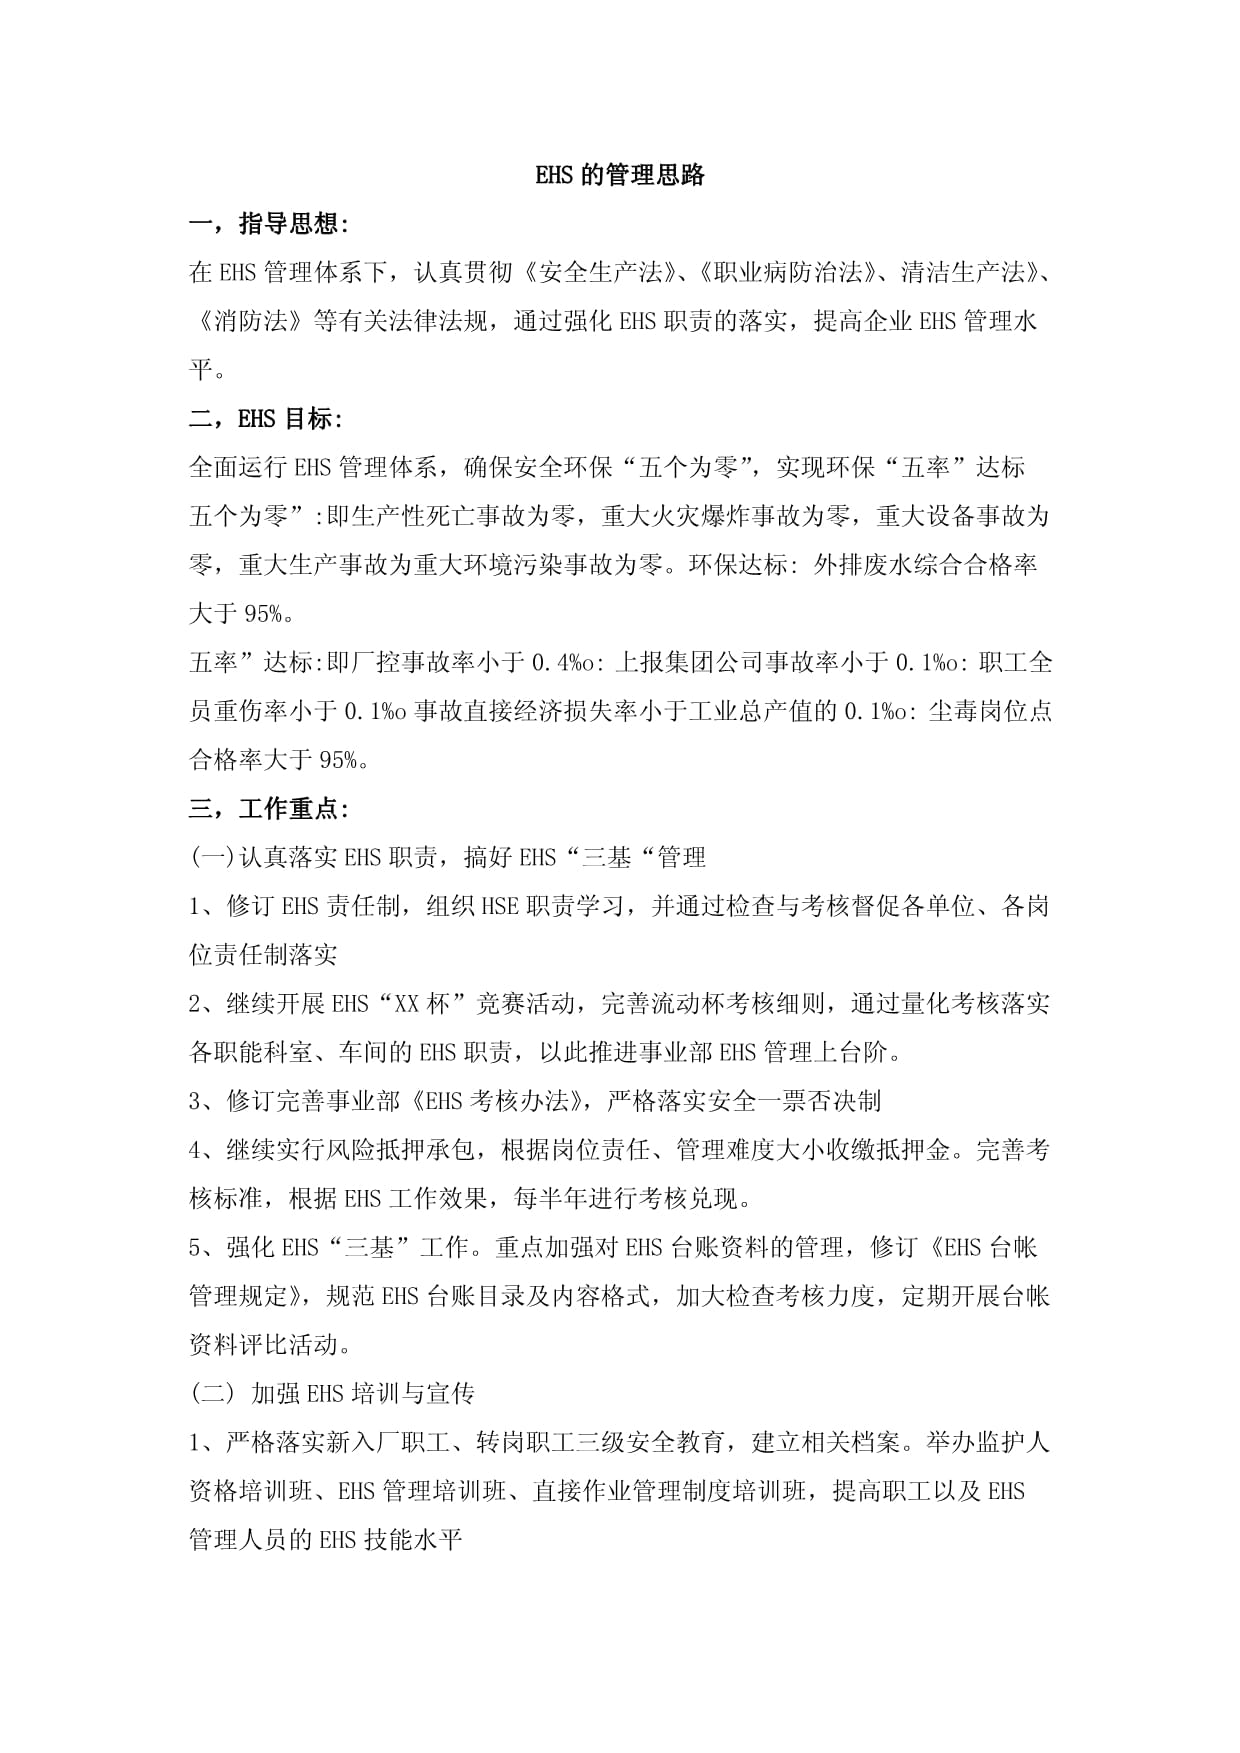 EHS 的管理思路
一，指导思想：
在 EHS 管理体系下，认真贯彻《安全生产法》、《职业病防治法》、清洁生产法》、
《消防法》等有关法律法规，通过强化 EHS 职责的落实，提高企业 EHS 管理水
平。
二，EHS 目标：
全面运行 EHS 管理体系，确保安全环保“五个为零”，实现环保“五率”达标
五个为零”:即生产性死亡事故为零，重大火灾爆炸事故为零，重大设备事故为
零，重大生产事故为重大环境污染事故为零。环保达标：外排废水综合合格率
大于 95%。
五率”达标:即厂控事故率小于 0.4%o：上报集团公司事故率小于 0.1%o：职工全
员重伤率小于 0.1%o 事故直接经济损失率小于工业总产值的 0.1%o：尘毒岗位点
合格率大于 95%。
三，工作重点：
(一)认真落实 EHS 职责，搞好 EHS“三基“管理
1、修订 EHS 责任制，组织 HSE 职责学习，并通过检查与考核督促各单位、各岗
位责任制落实
2、继续开展 EHS“XX 杯”竞赛活动，完善流动杯考核细则，通过量化考核落实
各职能科室、车间的 EHS 职责，以此推进事业部 EHS 管理上台阶。
3、修订完善事业部《EHS 考核办法》，严格落实安全一票否决制
4、继续实行风险抵押承包，根据岗位责任、管理难度大小收缴抵押金。完善考
核标准，根据 EHS 工作效果，每半年进行考核兑现。
5、强化 EHS“三基”工作。重点加强对 EHS 台账资料的管理，修订《EHS 台帐
管理规定》，规范 EHS 台账目录及内容格式，加大检查考核力度，定期开展台帐
资料评比活动。
(二) 加强 EHS 培训与宣传
1、严格落实新入厂职工、转岗职工三级安全教育，建立相关档案。举办监护人
资格培训班、EHS 管理培训班、直接作业管理制度培训班，提高职工以及 EHS
管理人员的 EHS 技能水平